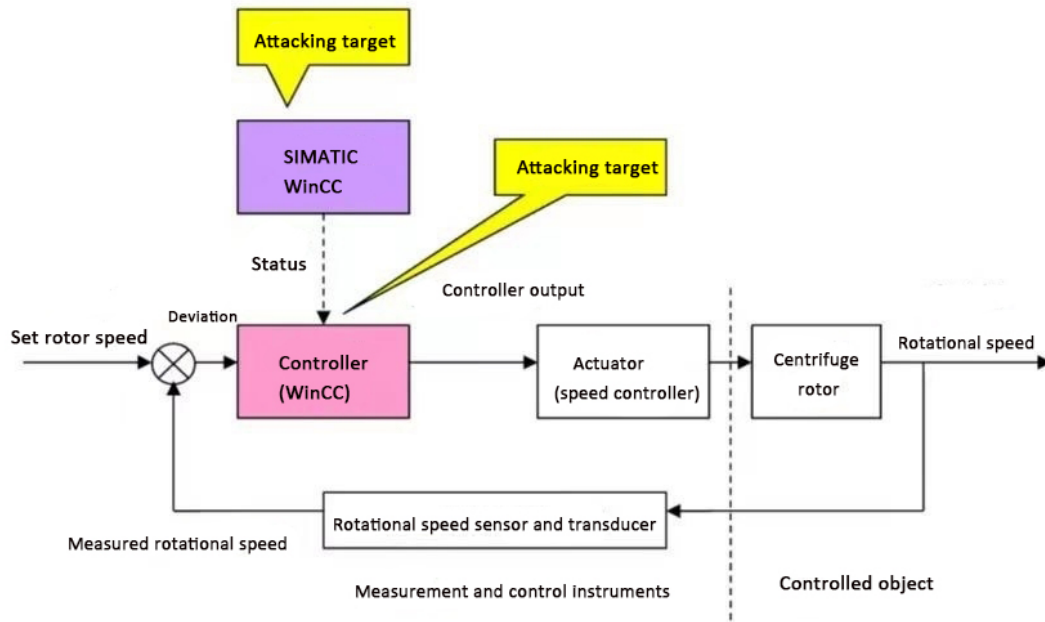 Attacking target
SIMATIC
WinCC
Attacking target
Status
Controller output
Deviation
Set rotor speed
Controller
(WinCC)
Actuator
(speed controller)
Centrifuge
rotor
Rotational speed
Rotational speed sensor and transducer
Measured rotational speed
Measurement and control instruments
Controlled object